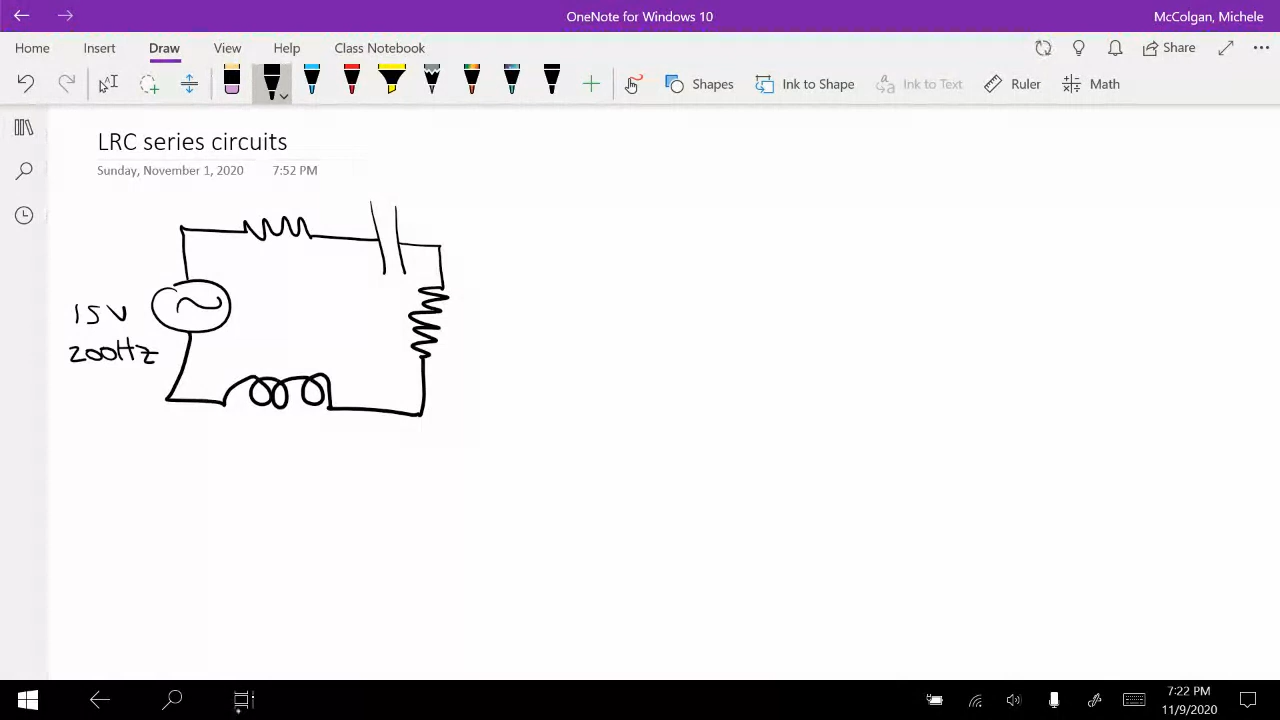 OneNote for Windows 10
McColgan, Michele
Home Insert Draw View Help Class Notebook
Share
Shapes Ink to Shape Ink to Text Ruler Math
LRC series circuits
Sunday, November 1, 2020 7:52 PM
15V
200Hz
7:22 PM
11/9/2020